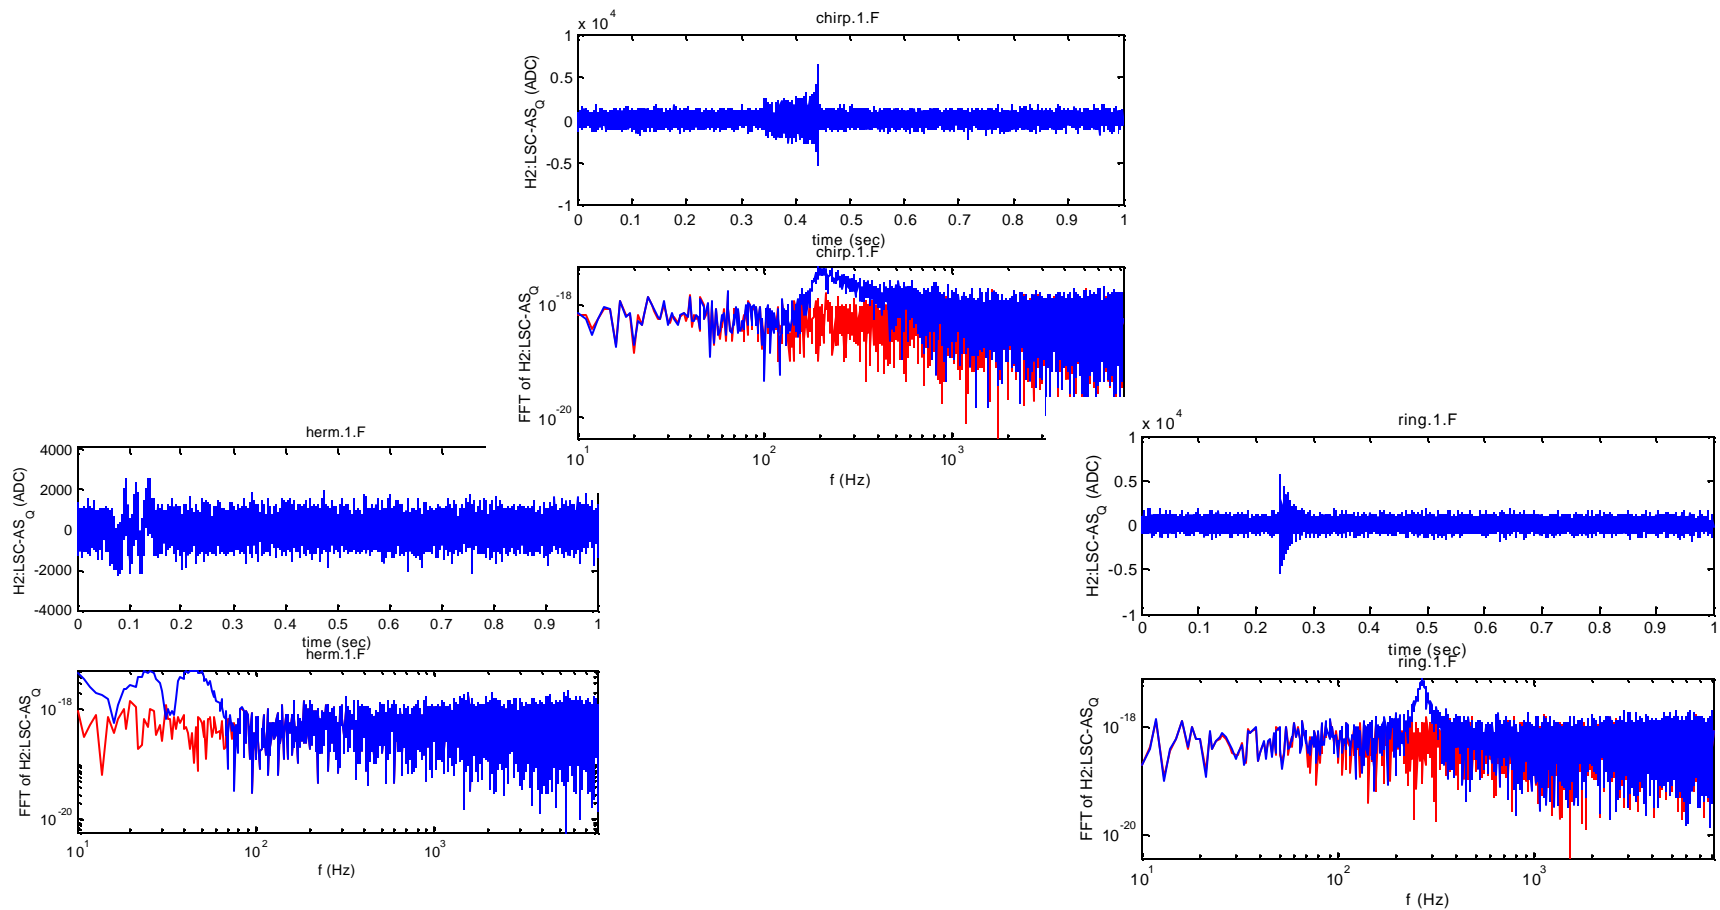 chirp.1.F
x 10^4
H2:LSC-AS_Q (ADC)
1
0.5
0
-0.5
-1
0 0.1 0.2 0.3 0.4 0.5 0.6 0.7 0.8 0.9 1
time (sec)
chirp.1.F
FFT of H2:LSC-AS_Q
10^-18
10^-20
10^1 10^2 10^3
f (Hz)
herm.1.F
H2:LSC-AS_Q (ADC)
4000
2000
0
-2000
-4000
0 0.1 0.2 0.3 0.4 0.5 0.6 0.7 0.8 0.9 1
time (sec)
herm.1.F
FFT of H2:LSC-AS_Q
10^-18
10^-20
10^1 10^2 10^3
f (Hz)
ring.1.F
x 10^4
H2:LSC-AS_Q (ADC)
1
0.5
0
-0.5
-1
0 0.1 0.2 0.3 0.4 0.5 0.6 0.7 0.8 0.9 1
time (sec)
ring.1.F
FFT of H2:LSC-AS_Q
10^-18
10^-20
10^1 10^2 10^3
f (Hz)